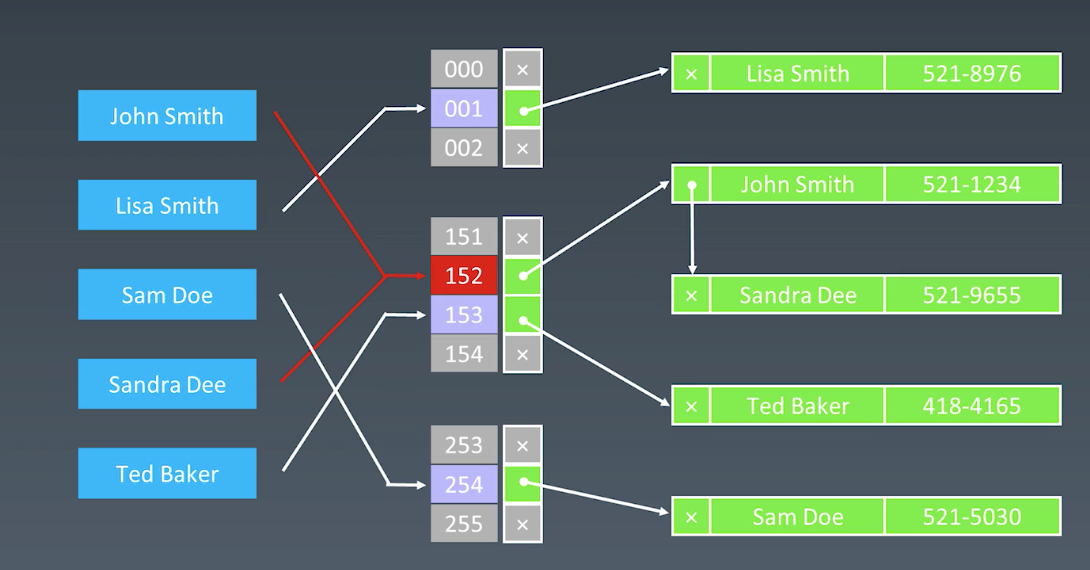 John Smith
Lisa Smith
Sam Doe
Sandra Dee
Ted Baker
000 ×
001
002 ×
151 ×
152
153
154 ×
253 ×
254
255 ×
× Lisa Smith 521-8976
John Smith 521-1234
× Sandra Dee 521-9655
× Ted Baker 418-4165
× Sam Doe 521-5030